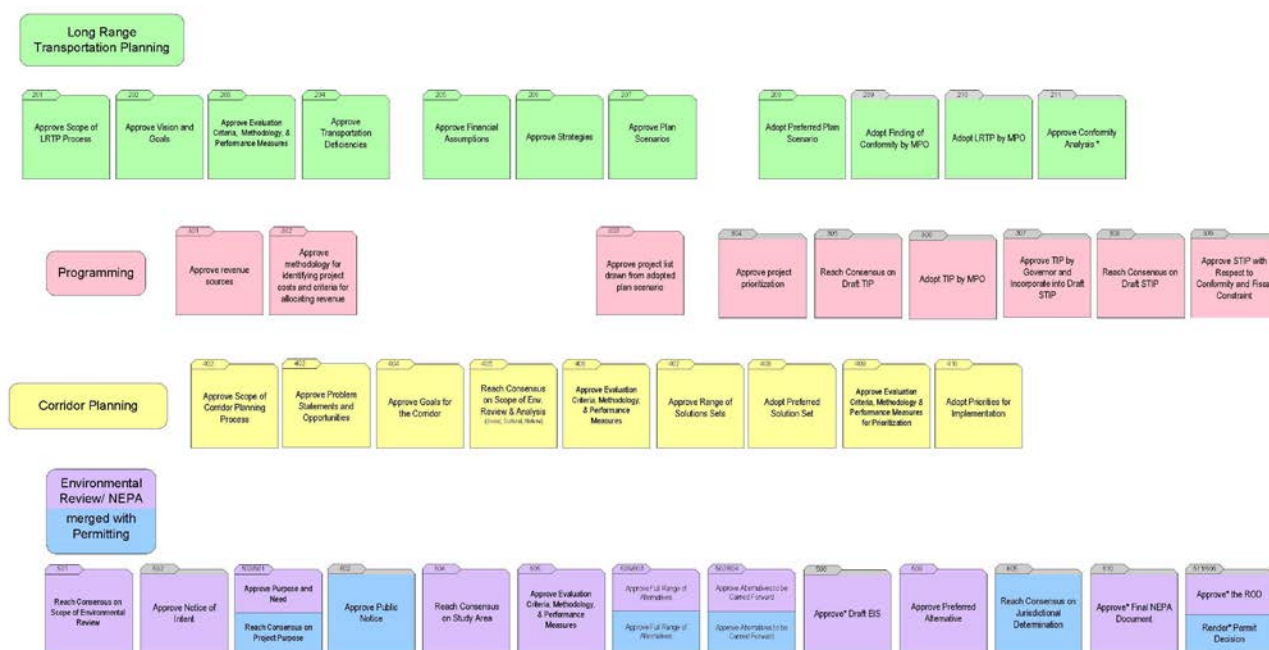 Long Range
Transportation Planning
201
Approve Scope of
LRTP Process
202
Approve Vision and
Goals
203
Approve Evaluation
Criteria, Methodology, &
Performance Measures
204
Approve
Transportation
Deficiencies
205
Approve Financial
Assumptions
206
Approve Strategies
207
Approve Plan
Scenarios
208
Adopt Preferred Plan
Scenario
209
Adopt Finding of
Conformity by MPO
210
Adopt LRTP by MPO
211
Approve Conformity
Analysis *
Programming
301
Approve revenue
sources
302
Approve
methodology for
identifying project
costs and criteria for
allocating revenue
303
Approve project list
drawn from adopted
plan scenario
304
Approve project
prioritization
305
Reach Consensus on
Draft TIP
306
Adopt TIP by MPO
307
Approve TIP by
Governor and
Incorporate into Draft
STIP
308
Reach Consensus on
Draft STIP
309
Approve STIP with
Respect to
Conformity and Fiscal
Constraint
Corridor Planning
402
Approve Scope of
Corridor Planning
Process
403
Approve Problem
Statements and
Opportunities
404
Approve Goals for
the Corridor
405
Reach Consensus
on Scope of Env.
Review & Analysis
406
Approve Evaluation
Criteria, Methodology,
& Performance
Measures
407
Approve Range of
Solutions Sets
408
Adopt Preferred
Solution Set
409
Approve Evaluation
Criteria, Methodology &
Performance Measures
for Prioritization
410
Adopt Priorities for
Implementation
Environmental
Review/ NEPA
merged with
Permitting
501
Reach Consensus on
Scope of Environmental
Review
Approve Notice of
Intent
Approve Purpose and
Need
Reach Consensus on
Project Purpose
602
Approve Public
Notice
504
Reach Consensus
on Study Area
505
Approve Evaluation
Criteria, Methodology,
& Performance
Measures
Approve Full Range of
Alternatives
Approve Full Range of
Alternatives
Approve Alternatives to be
Carried Forward
Approve Alternatives to be
Carried Forward
Approve* Draft EIS
Approve Preferred
Alternative
605
Reach Consensus on
Jurisdictional
Determination
510
Approve* Final NEPA
Document
511/606
Approve* the ROD
Render* Permit
Decision